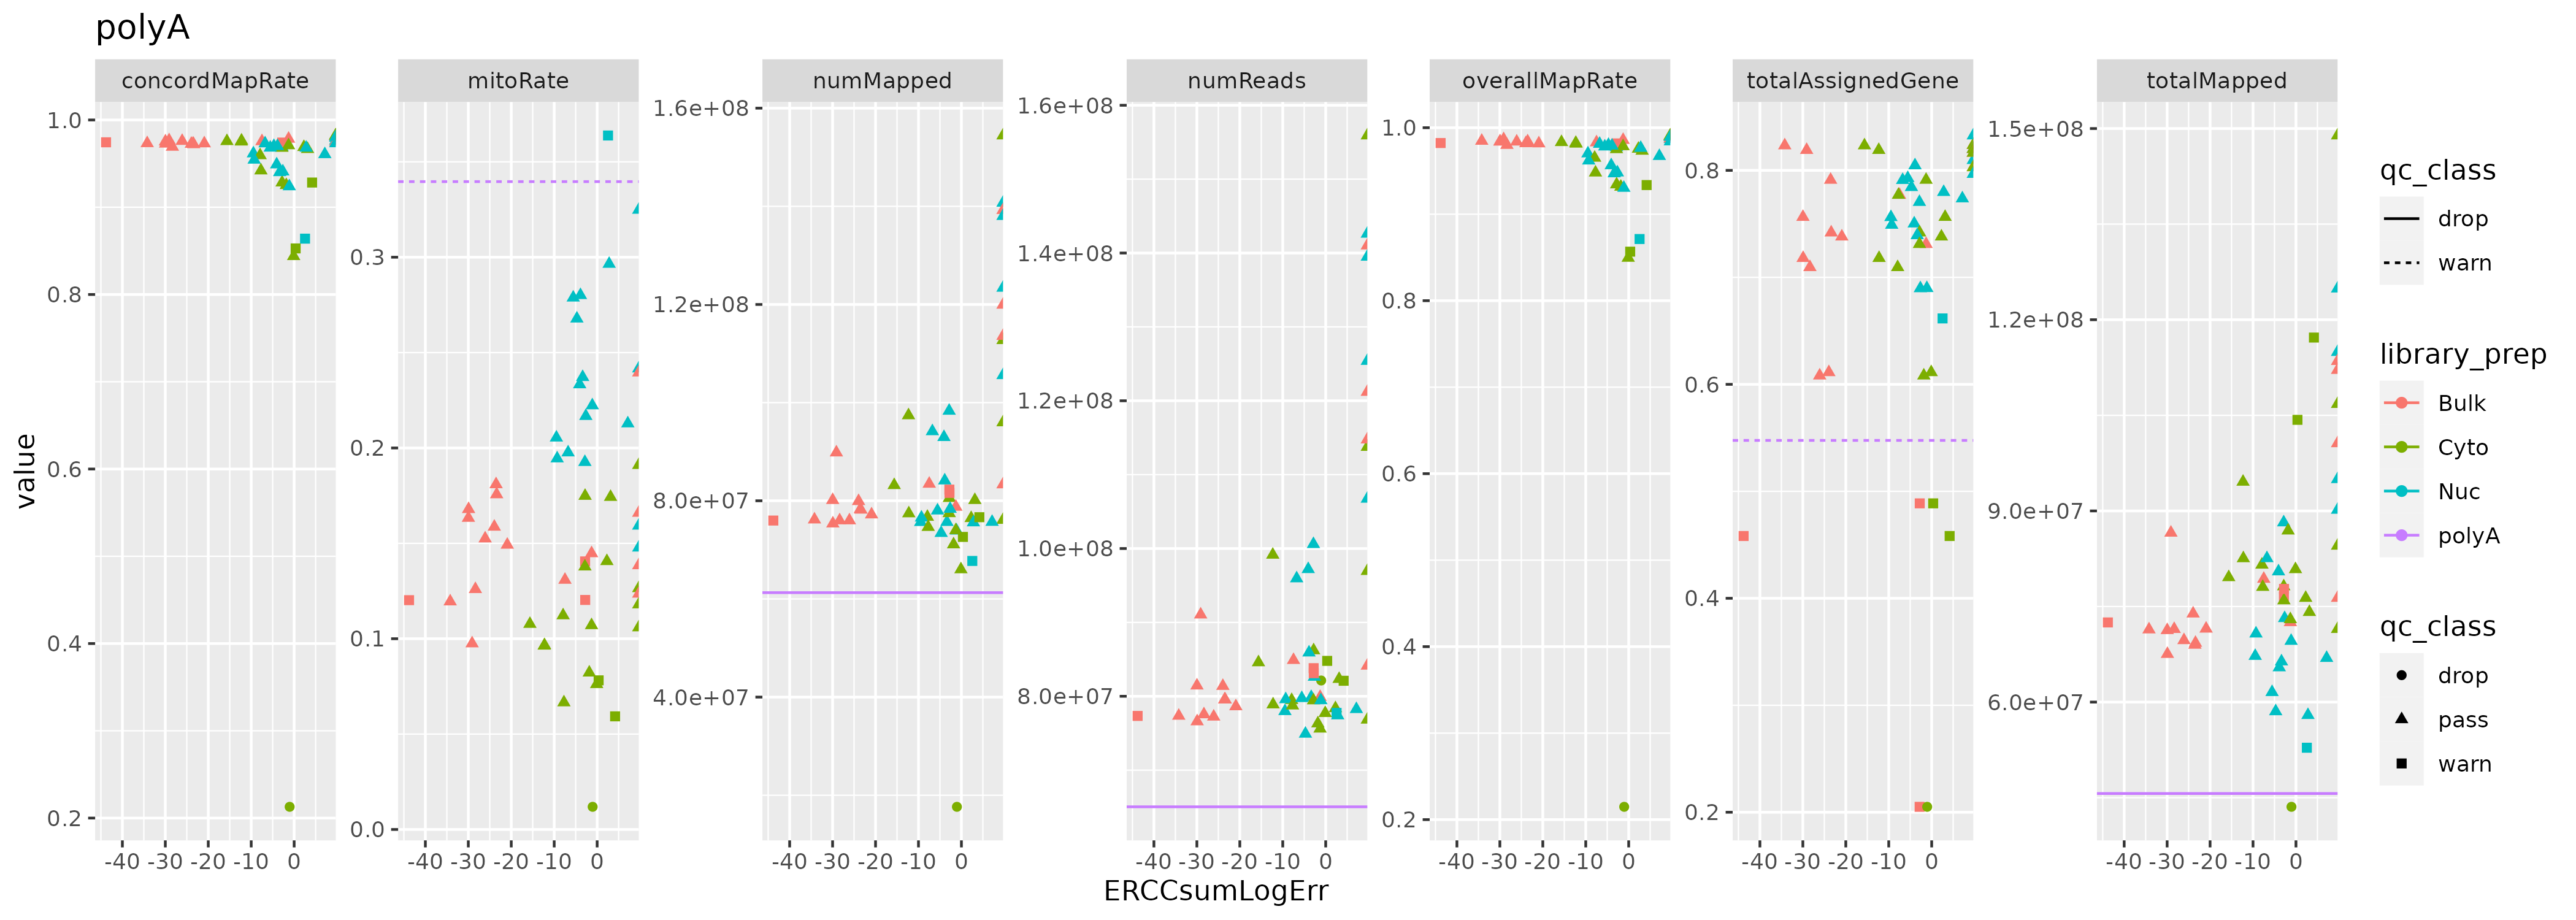 polyA
concordMapRate
mitoRate
numMapped
numReads
overallMapRate
totalAssignedGene
totalMapped
value
1.0
0.8
0.6
0.4
0.2
0.3
0.2
0.1
0.0
1.6e+08
1.2e+08
8.0e+07
4.0e+07
1.6e+08
1.4e+08
1.2e+08
1.0e+08
8.0e+07
1.0
0.8
0.6
0.4
0.2
0.8
0.6
0.4
0.2
1.5e+08
1.2e+08
9.0e+07
6.0e+07
-40 -30 -20 -10 0
-40 -30 -20 -10 0
-40 -30 -20 -10 0
-40 -30 -20 -10 0
-40 -30 -20 -10 0
-40 -30 -20 -10 0
-40 -30 -20 -10 0
ERCCsumLogErr
qc_class
drop
warn
library_prep
Bulk
Cyto
Nuc
polyA
qc_class
drop
pass
warn